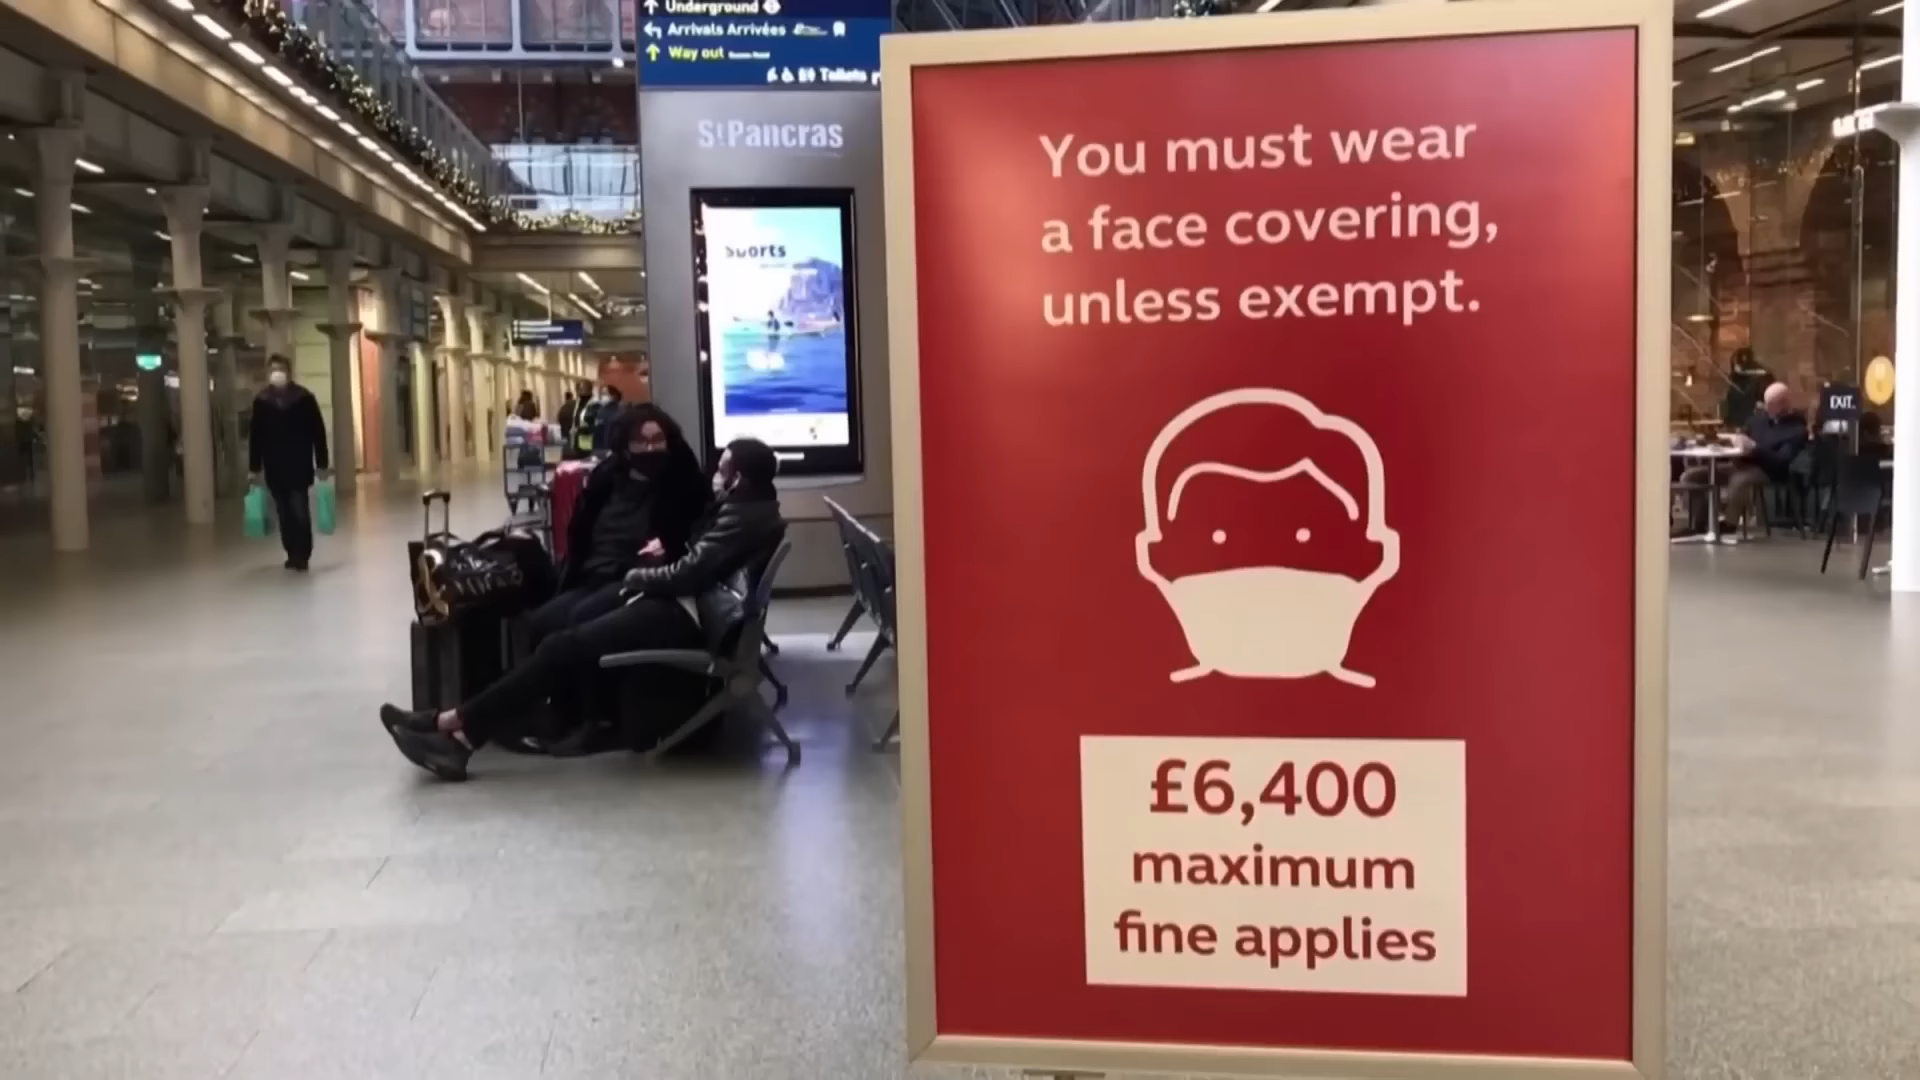 Underground
Arrivals Arrivées
Way out
Toilets
St Pancras
You must wear
a face covering,
unless exempt.
£6,400
maximum
fine applies
EXIT.